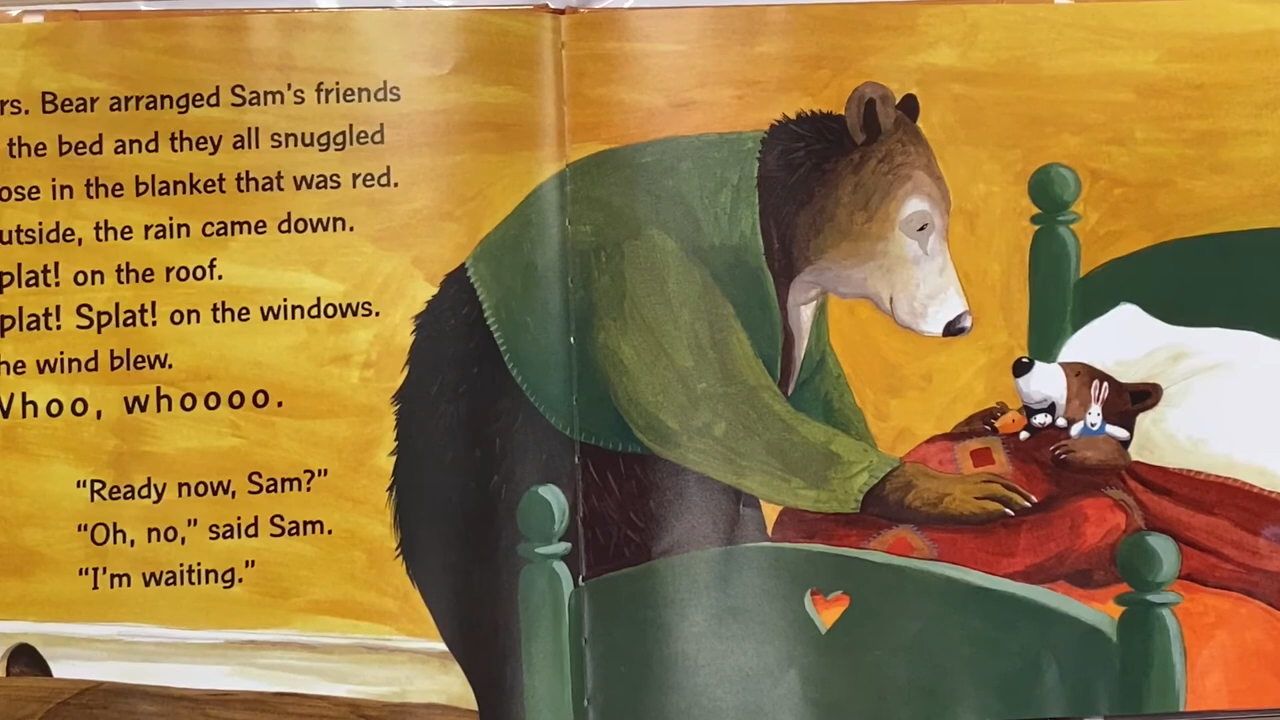 rs. Bear arranged Sam's friends
the bed and they all snuggled
ose in the blanket that was red.
utside, the rain came down.
plat! on the roof.
plat! Splat! on the windows.
he wind blew.
Whoo, whoooo.
"Ready now, Sam?"
"Oh, no," said Sam.
"I'm waiting."